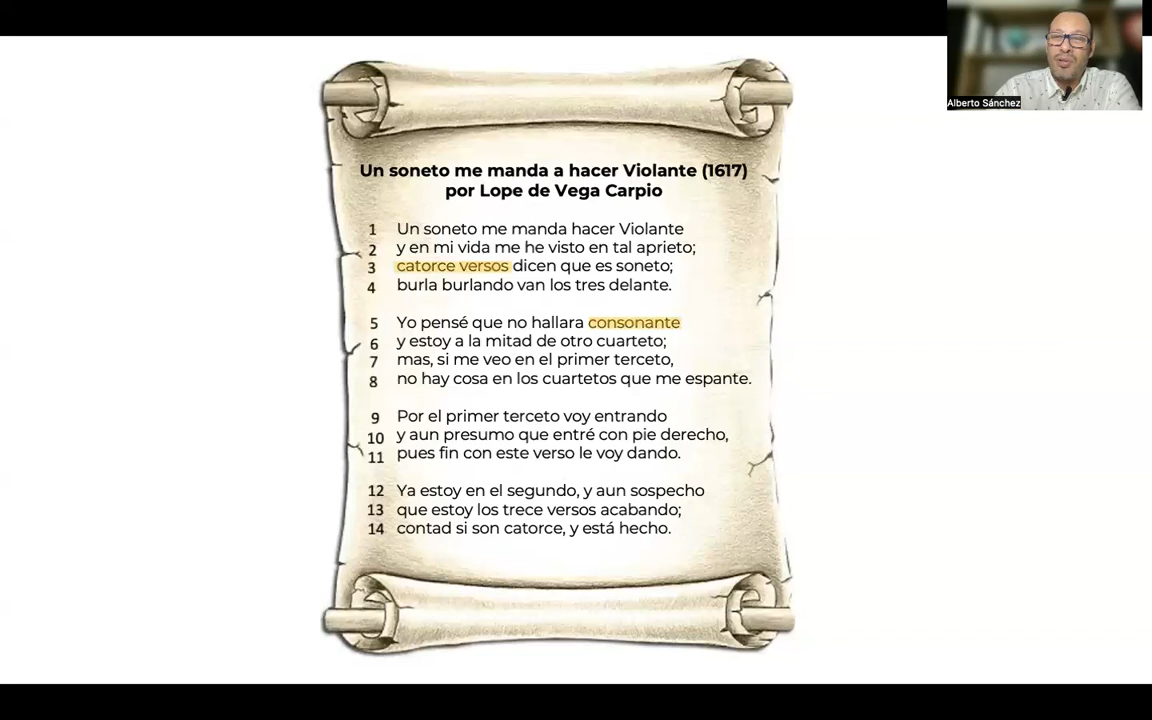 Alberto Sánchez
Un soneto me manda a hacer Violante (1617)
por Lope de Vega Carpio
1 Un soneto me manda hacer Violante
2 y en mi vida me he visto en tal aprieto;
3 catorce versos dicen que es soneto;
4 burla burlando van los tres delante.
5 Yo pensé que no hallara consonante
6 y estoy a la mitad de otro cuarteto;
7 mas, si me veo en el primer terceto,
8 no hay cosa en los cuartetos que me espante.
9 Por el primer terceto voy entrando
10 y aun presumo que entré con pie derecho,
11 pues fin con este verso le voy dando.
12 Ya estoy en el segundo, y aun sospecho
13 que estoy los trece versos acabando;
14 contad si son catorce, y está hecho.